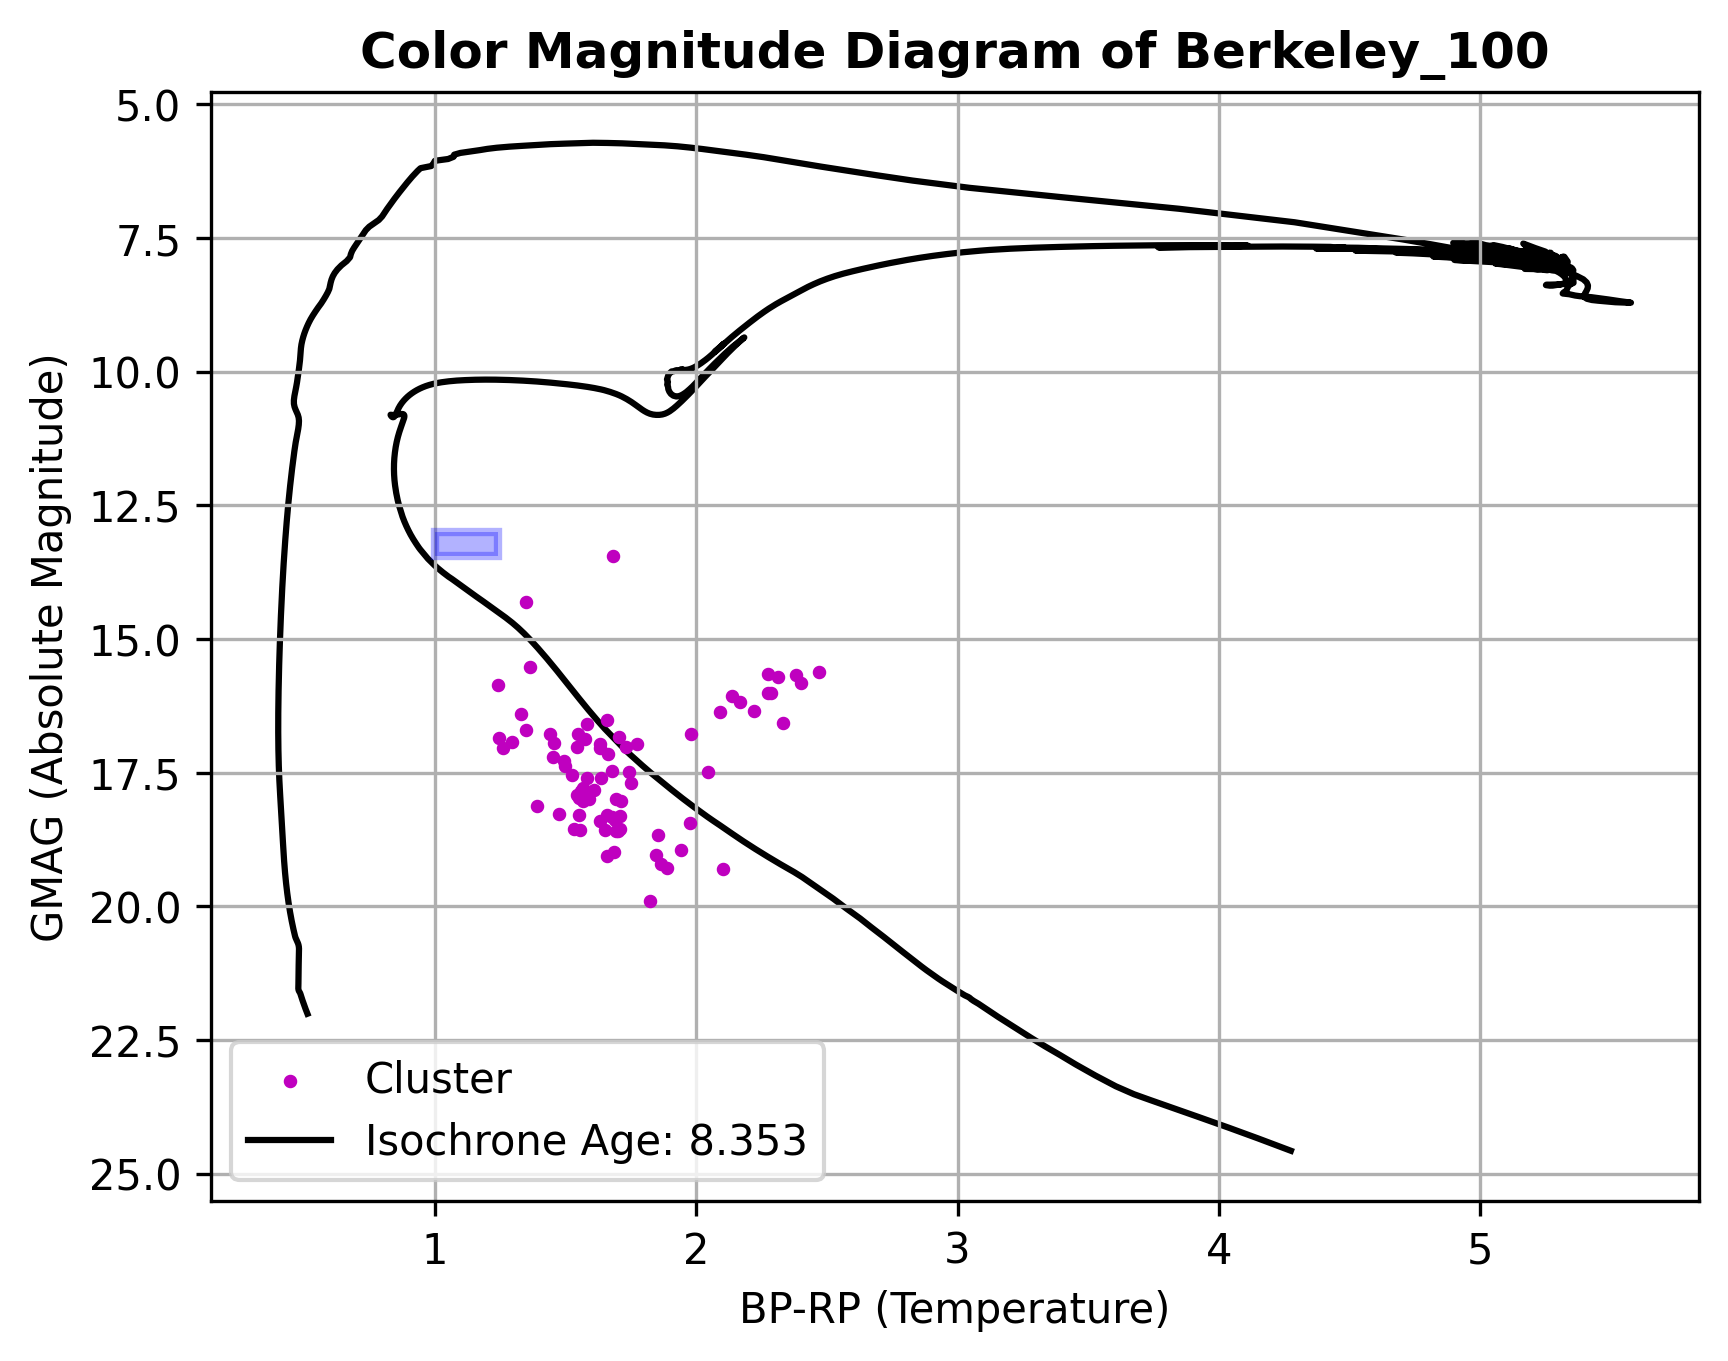 Color Magnitude Diagram of Berkeley_100
GMAG (Absolute Magnitude)
5.0
7.5
10.0
12.5
15.0
17.5
20.0
22.5
25.0
Cluster
Isochrone Age: 8.353
1 2 3 4 5
BP-RP (Temperature)